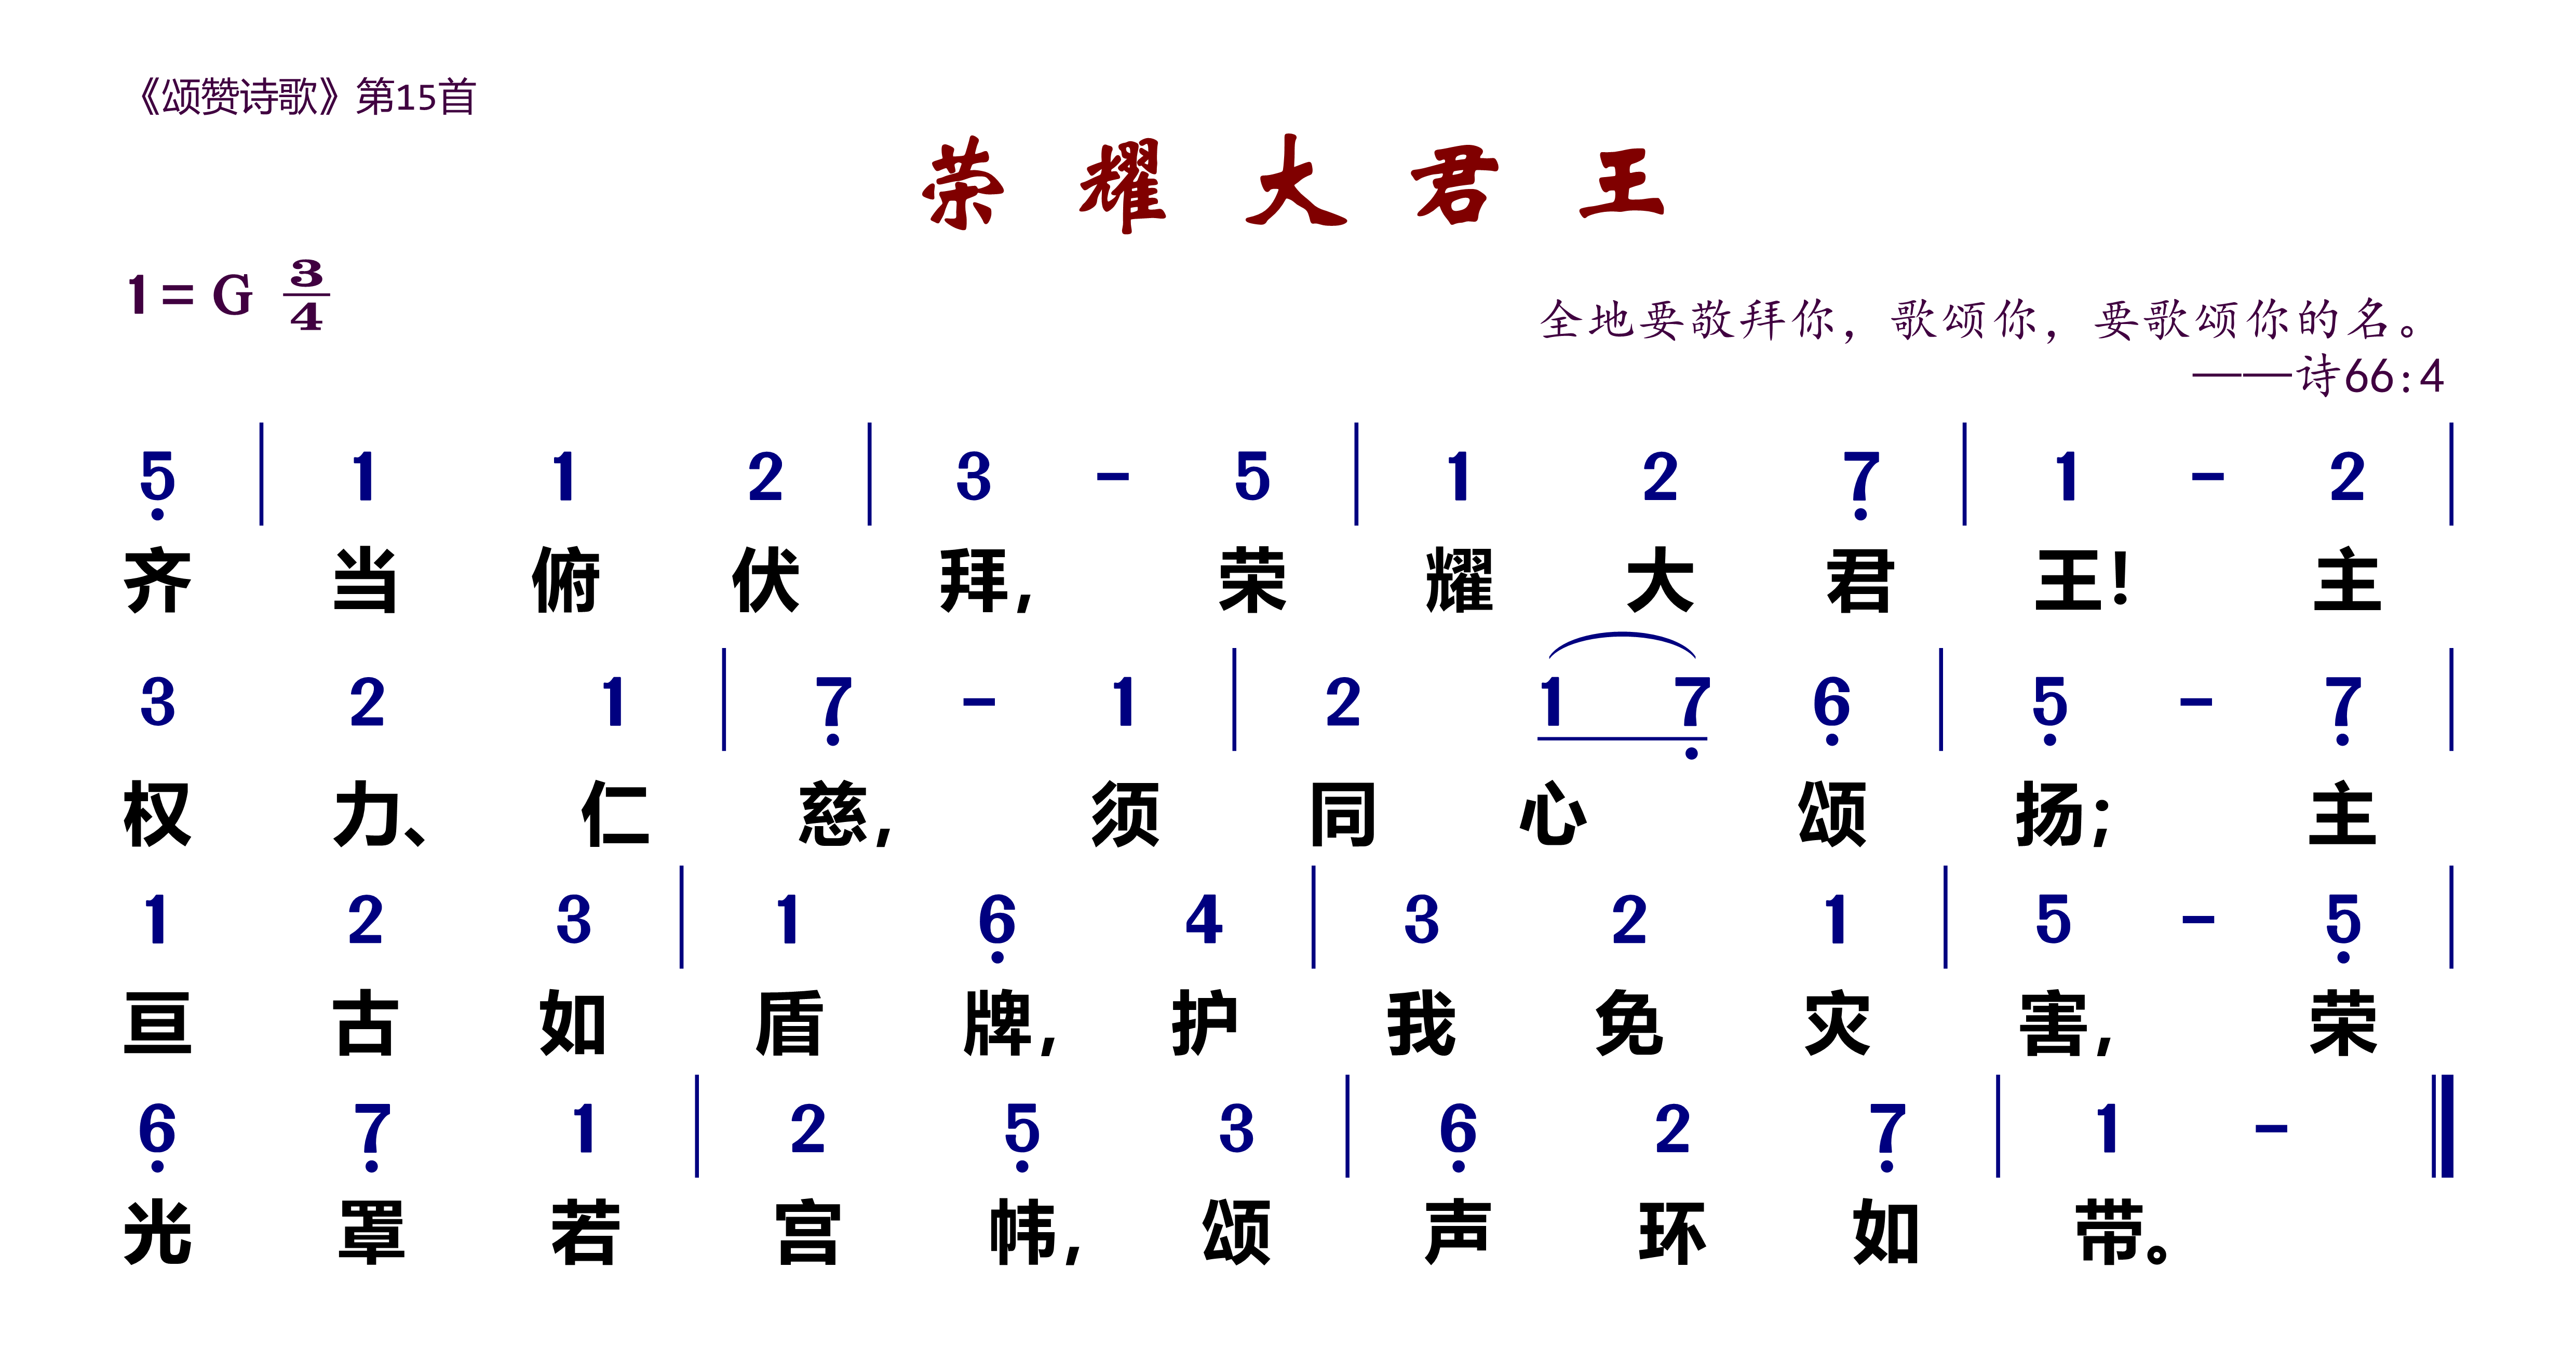 《颂赞诗歌》第15首
荣 耀 大 君 王
1= G 3/4
全地要敬拜你，歌颂你，要歌颂你的名。
——诗66:4
5̣ | 1 1 2 | 3 - 5 | 1 2 7̣ | 1 - 2 |
齐 当 俯 伏 拜， 荣 耀 大 君 王！ 主
3 2 1 | 7̣ - 1 | 2 1 7̣ 6̣ | 5̣ - 7̣ |
权 力、 仁 慈， 须 同 心 颂 扬； 主
1 2 3 | 1 6̣ 4 | 3 2 1 | 5 - 5̣ |
亘 古 如 盾 牌， 护 我 免 灾 害， 荣
6̣ 7̣ 1 | 2 5̣ 3 | 6̣ 2 7̣ | 1 - ‖
光 罩 若 宫 帏， 颂 声 环 如 带。